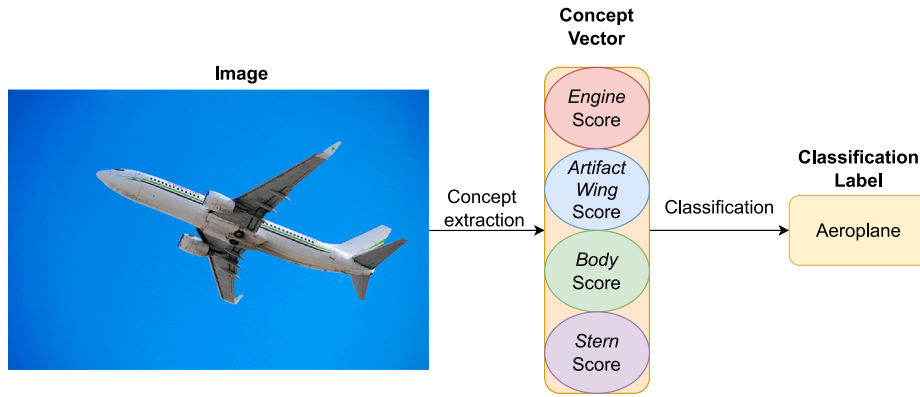 Image
Concept
extraction
Concept
Vector
Engine
Score
Artifact
Wing
Score
Body
Score
Stern
Score
Classification
Classification
Label
Aeroplane